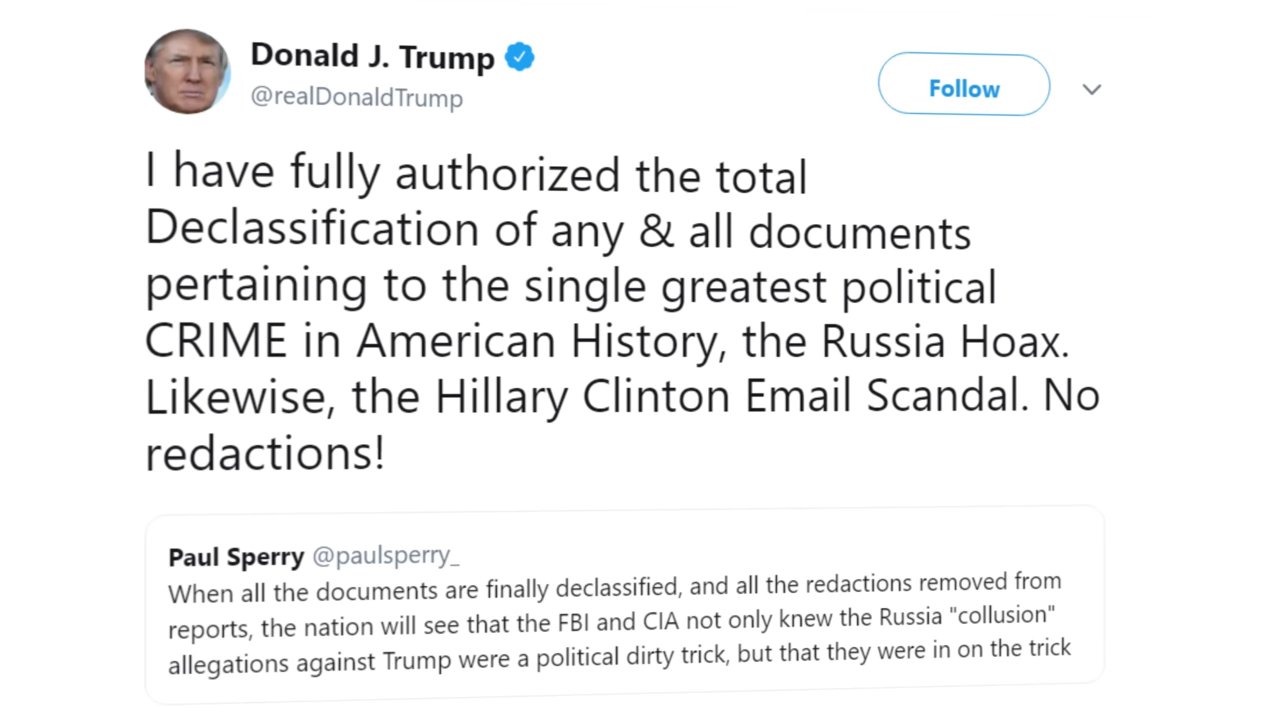 Donald J. Trump
@realDonaldTrump
Follow
I have fully authorized the total
Declassification of any & all documents
pertaining to the single greatest political
CRIME in American History, the Russia Hoax.
Likewise, the Hillary Clinton Email Scandal. No
redactions!
Paul Sperry @paulsperry_
When all the documents are finally declassified, and all the redactions removed from
reports, the nation will see that the FBI and CIA not only knew the Russia "collusion"
allegations against Trump were a political dirty trick, but that they were in on the trick